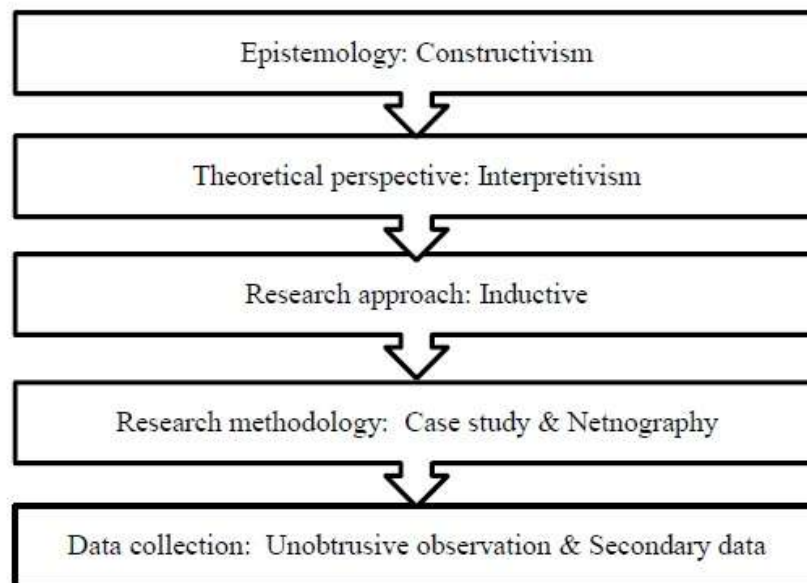 Epistemology: Constructivism
Theoretical perspective: Interpretivism
Research approach: Inductive
Research methodology: Case study & Netnography
Data collection: Unobtrusive observation & Secondary data